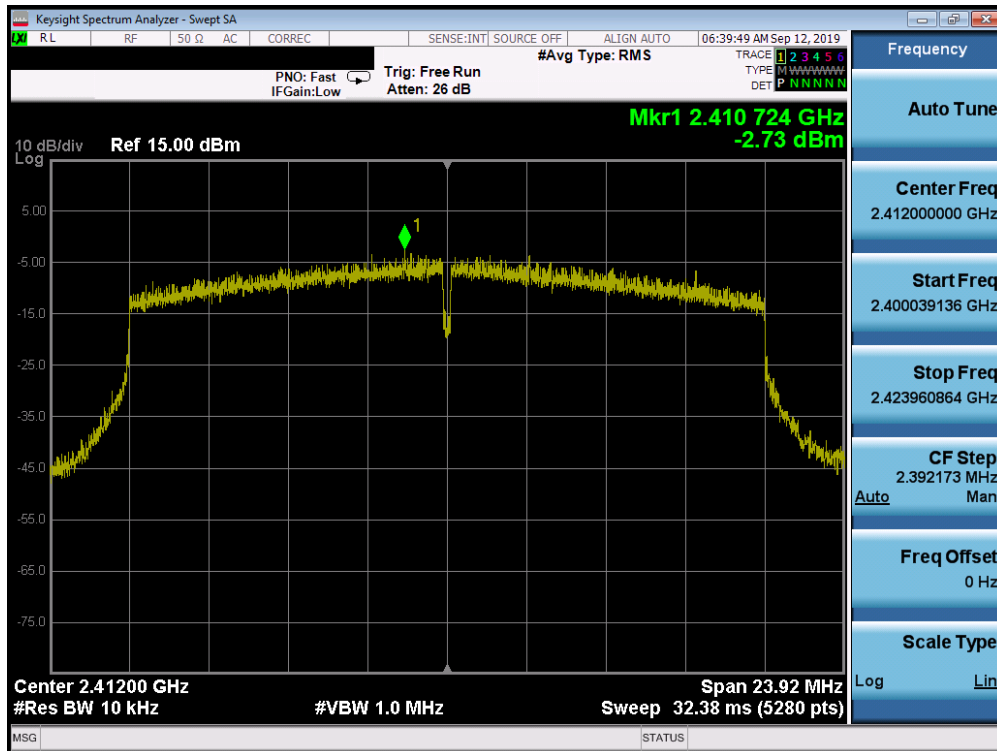 Keysight Spectrum Analyzer - Swept SA
LXI RL RF 50 Ω AC CORREC SENSE:INT SOURCE OFF ALIGN AUTO 06:39:49 AM Sep 12, 2019
Frequency
#Avg Type: RMS
TRACE 1 2 3 4 5 6
PNO: Fast Trig: Free Run
TYPE M WWWWW
IFGain:Low Atten: 26 dB
DET P N N N N N
Auto Tune
Mkr1 2.410 724 GHz
-2.73 dBm
10 dB/div Ref 15.00 dBm
Log
5.00
-5.00
-15.0
-25.0
-35.0
-45.0
-55.0
-65.0
-75.0
1
Center Freq
2.412000000 GHz
Start Freq
2.400039136 GHz
Stop Freq
2.423960864 GHz
CF Step
2.392173 MHz
Auto Man
Freq Offset
0 Hz
Scale Type
Log Lin
Center 2.41200 GHz Span 23.92 MHz
#Res BW 10 kHz #VBW 1.0 MHz Sweep 32.38 ms (5280 pts)
MSG STATUS